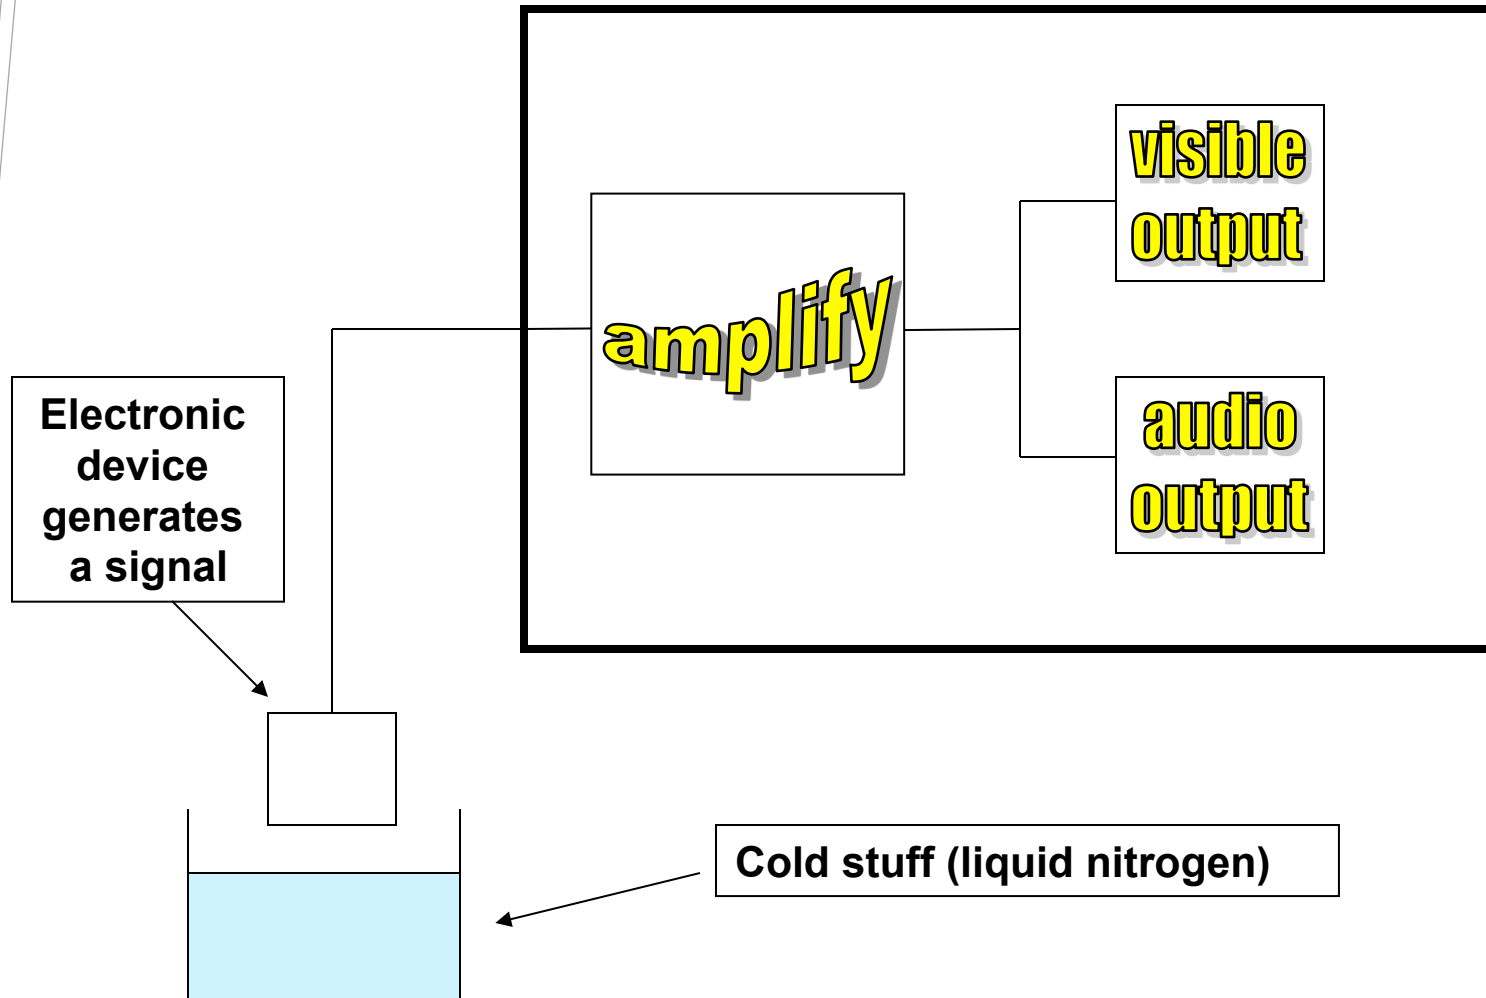 visible
output
amplify
audio
output
Electronic
device
generates
a signal
Cold stuff (liquid nitrogen)